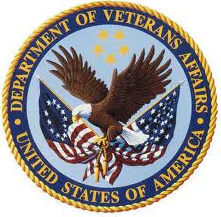 DEPARTMENT OF VETERANS AFFAIRS
UNITED STATES OF AMERICA